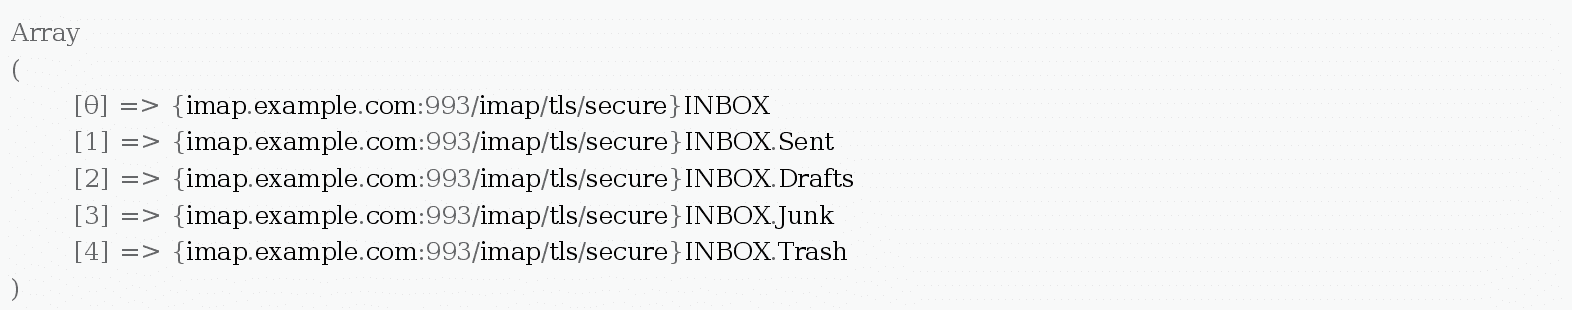 Array
(
[0] => {imap.example.com:993/imap/tls/secure}INBOX
[1] => {imap.example.com:993/imap/tls/secure}INBOX.Sent
[2] => {imap.example.com:993/imap/tls/secure}INBOX.Drafts
[3] => {imap.example.com:993/imap/tls/secure}INBOX.Junk
[4] => {imap.example.com:993/imap/tls/secure}INBOX.Trash
)